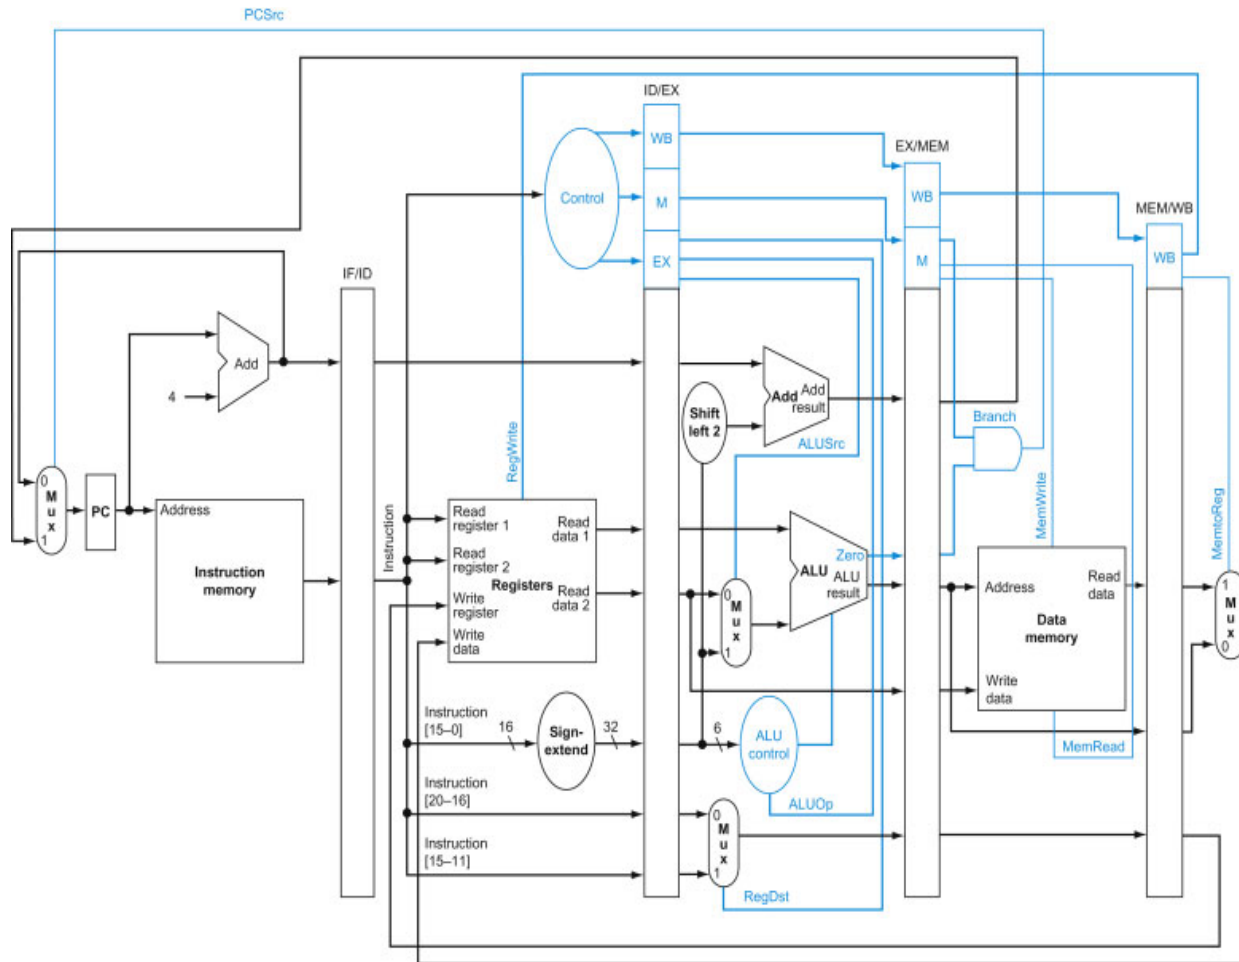 PCSrc
ID/EX
WB
EX/MEM
Control
M
WB
MEM/WB
EX
M
WB
IF/ID
Add
4
Add
Add
result
Shift
left 2
Branch
ALUSrc
RegWrite
MemWrite
MemtoReg
0
M
u
x
1
PC
Address
Instruction
memory
Instruction
Read
register 1
Read
register 2
Write
register
Write
data
Registers
Read
data 1
Read
data 2
0
M
u
x
1
Zero
ALU
ALU
result
Address
Read
data
Data
memory
Write
data
1
M
u
x
0
Instruction
[15–0]
16
Sign-
extend
32
6
ALU
control
MemRead
Instruction
[20–16]
ALUOp
0
M
u
x
1
Instruction
[15–11]
RegDst